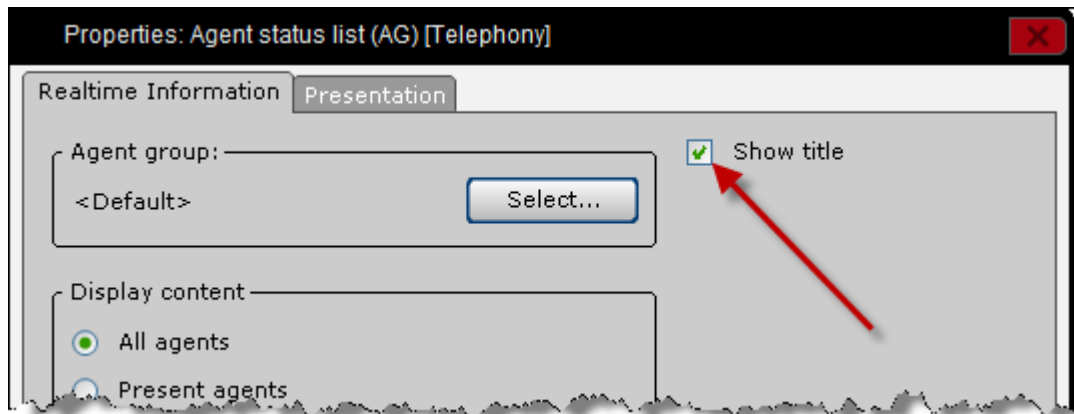 Properties: Agent status list (AG) [Telephony]
Realtime Information Presentation
Agent group:
<Default>
Select...
Show title
Display content
All agents
Present agents